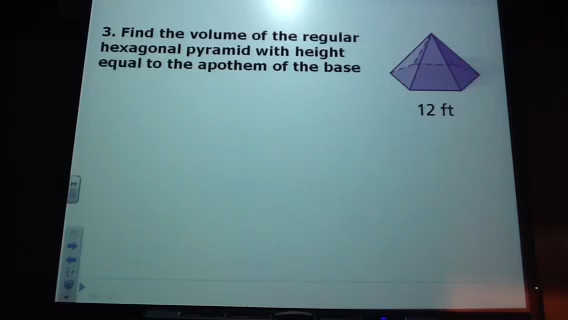 3. Find the volume of the regular
hexagonal pyramid with height
equal to the apothem of the base
12 ft